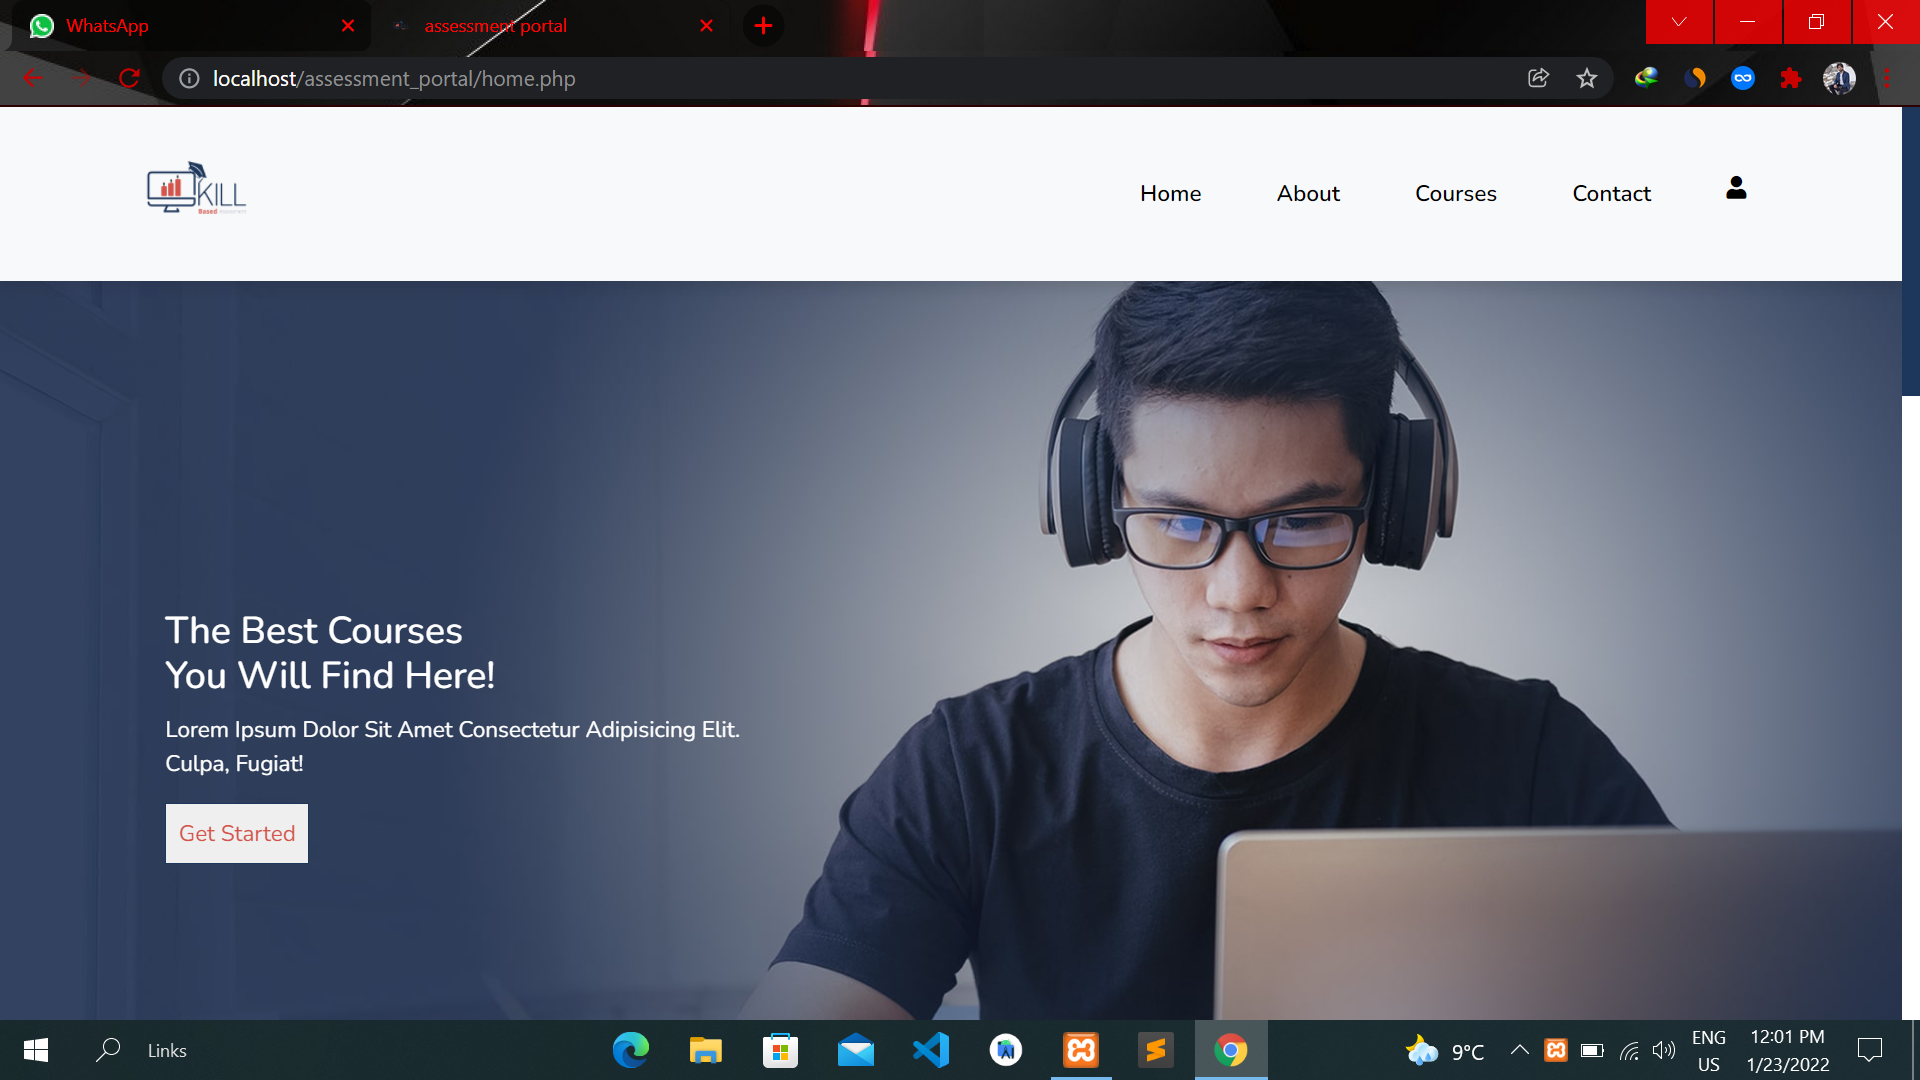 WhatsApp
assessment portal
localhost/assessment_portal/home.php
KILL
Based
Home
About
Courses
Contact
The Best Courses
You Will Find Here!
Lorem Ipsum Dolor Sit Amet Consectetur Adipisicing Elit.
Culpa, Fugiat!
Get Started
Links
9°C
ENG
US
12:01 PM
1/23/2022